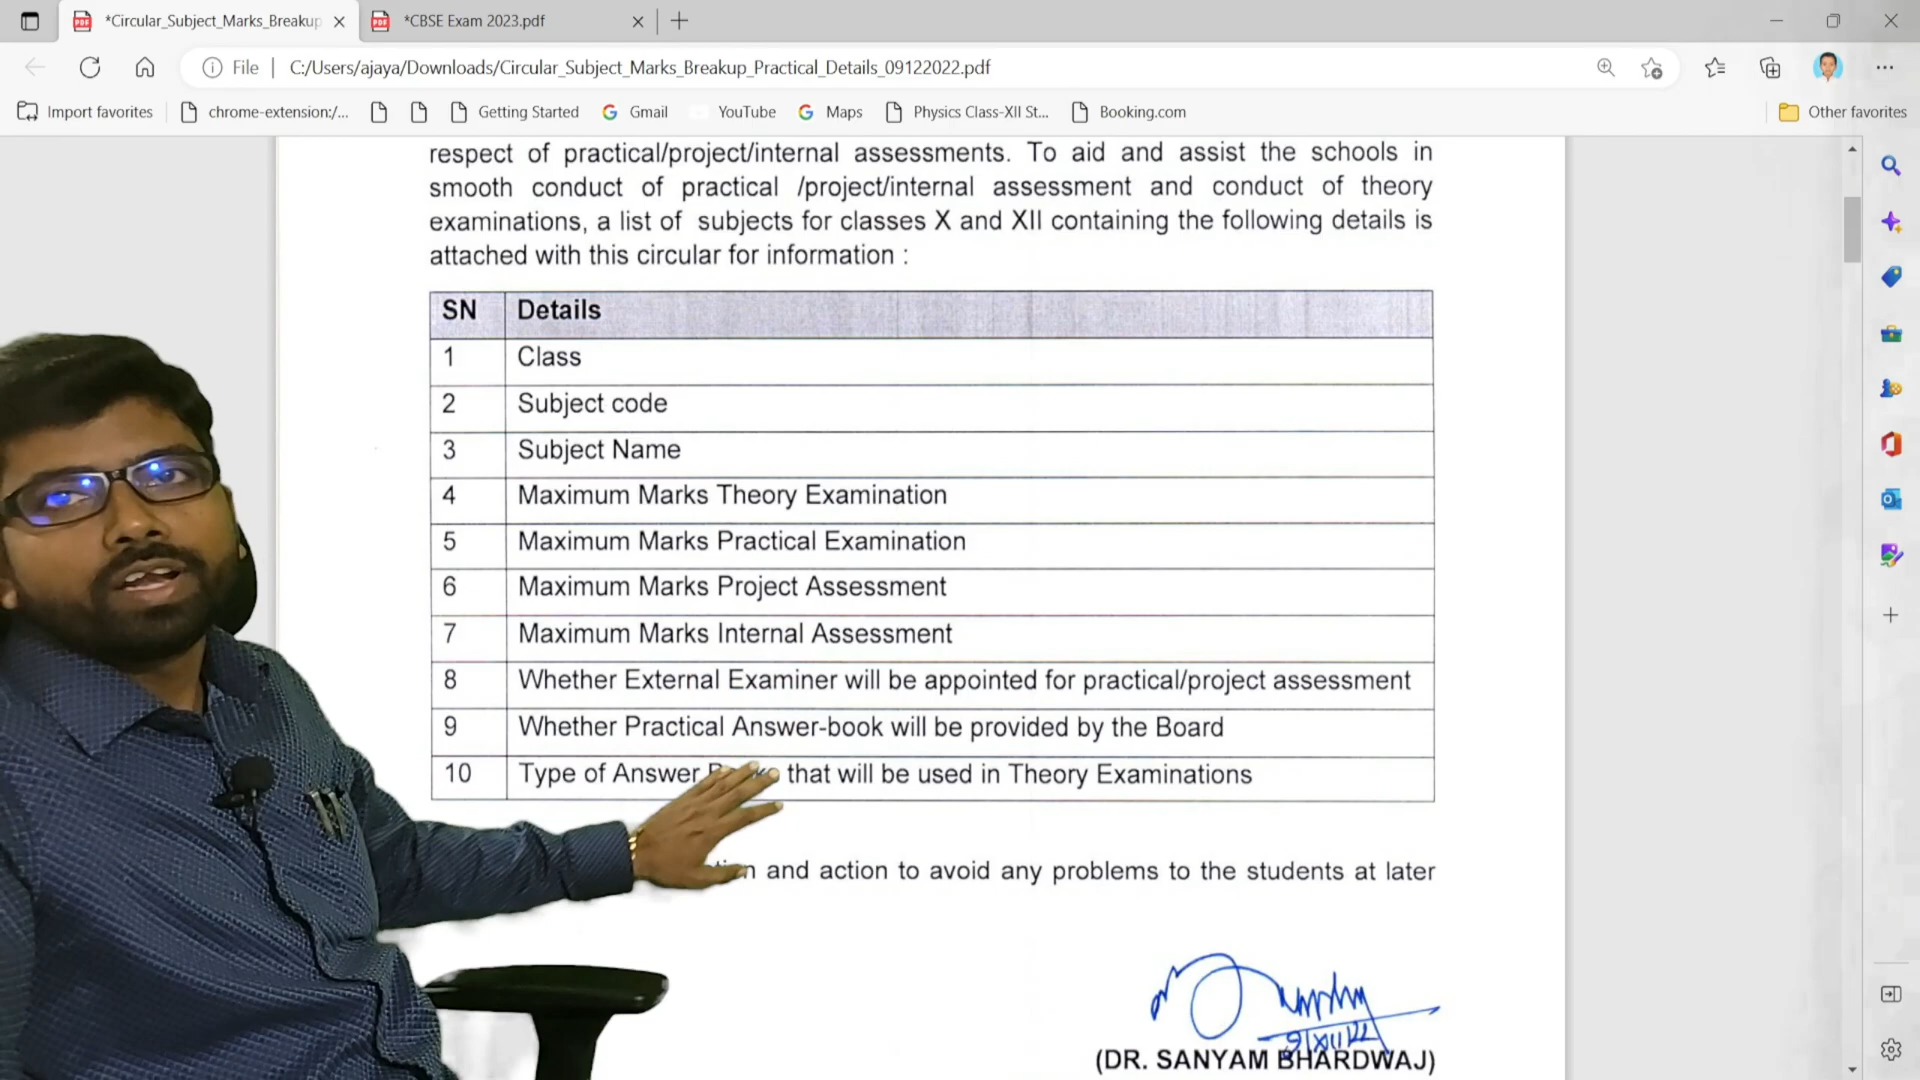 *Circular_Subject_Marks_Breakup
*CBSE Exam 2023.pdf
File
C:/Users/ajaya/Downloads/Circular_Subject_Marks_Breakup_Practical_Details_09122022.pdf
Import favorites
chrome-extension:/...
Getting Started
Gmail
YouTube
Maps
Physics Class-XII St...
Booking.com
Other favorites
respect of practical/project/internal assessments. To aid and assist the schools in
smooth conduct of practical /project/internal assessment and conduct of theory
examinations, a list of subjects for classes X and XII containing the following details is
attached with this circular for information :
SN Details
1 Class
2 Subject code
3 Subject Name
4 Maximum Marks Theory Examination
5 Maximum Marks Practical Examination
6 Maximum Marks Project Assessment
7 Maximum Marks Internal Assessment
8 Whether External Examiner will be appointed for practical/project assessment
9 Whether Practical Answer-book will be provided by the Board
10 Type of Answer that will be used in Theory Examinations
and action to avoid any problems to the students at later
(DR. SANYAM BHARDWAJ)